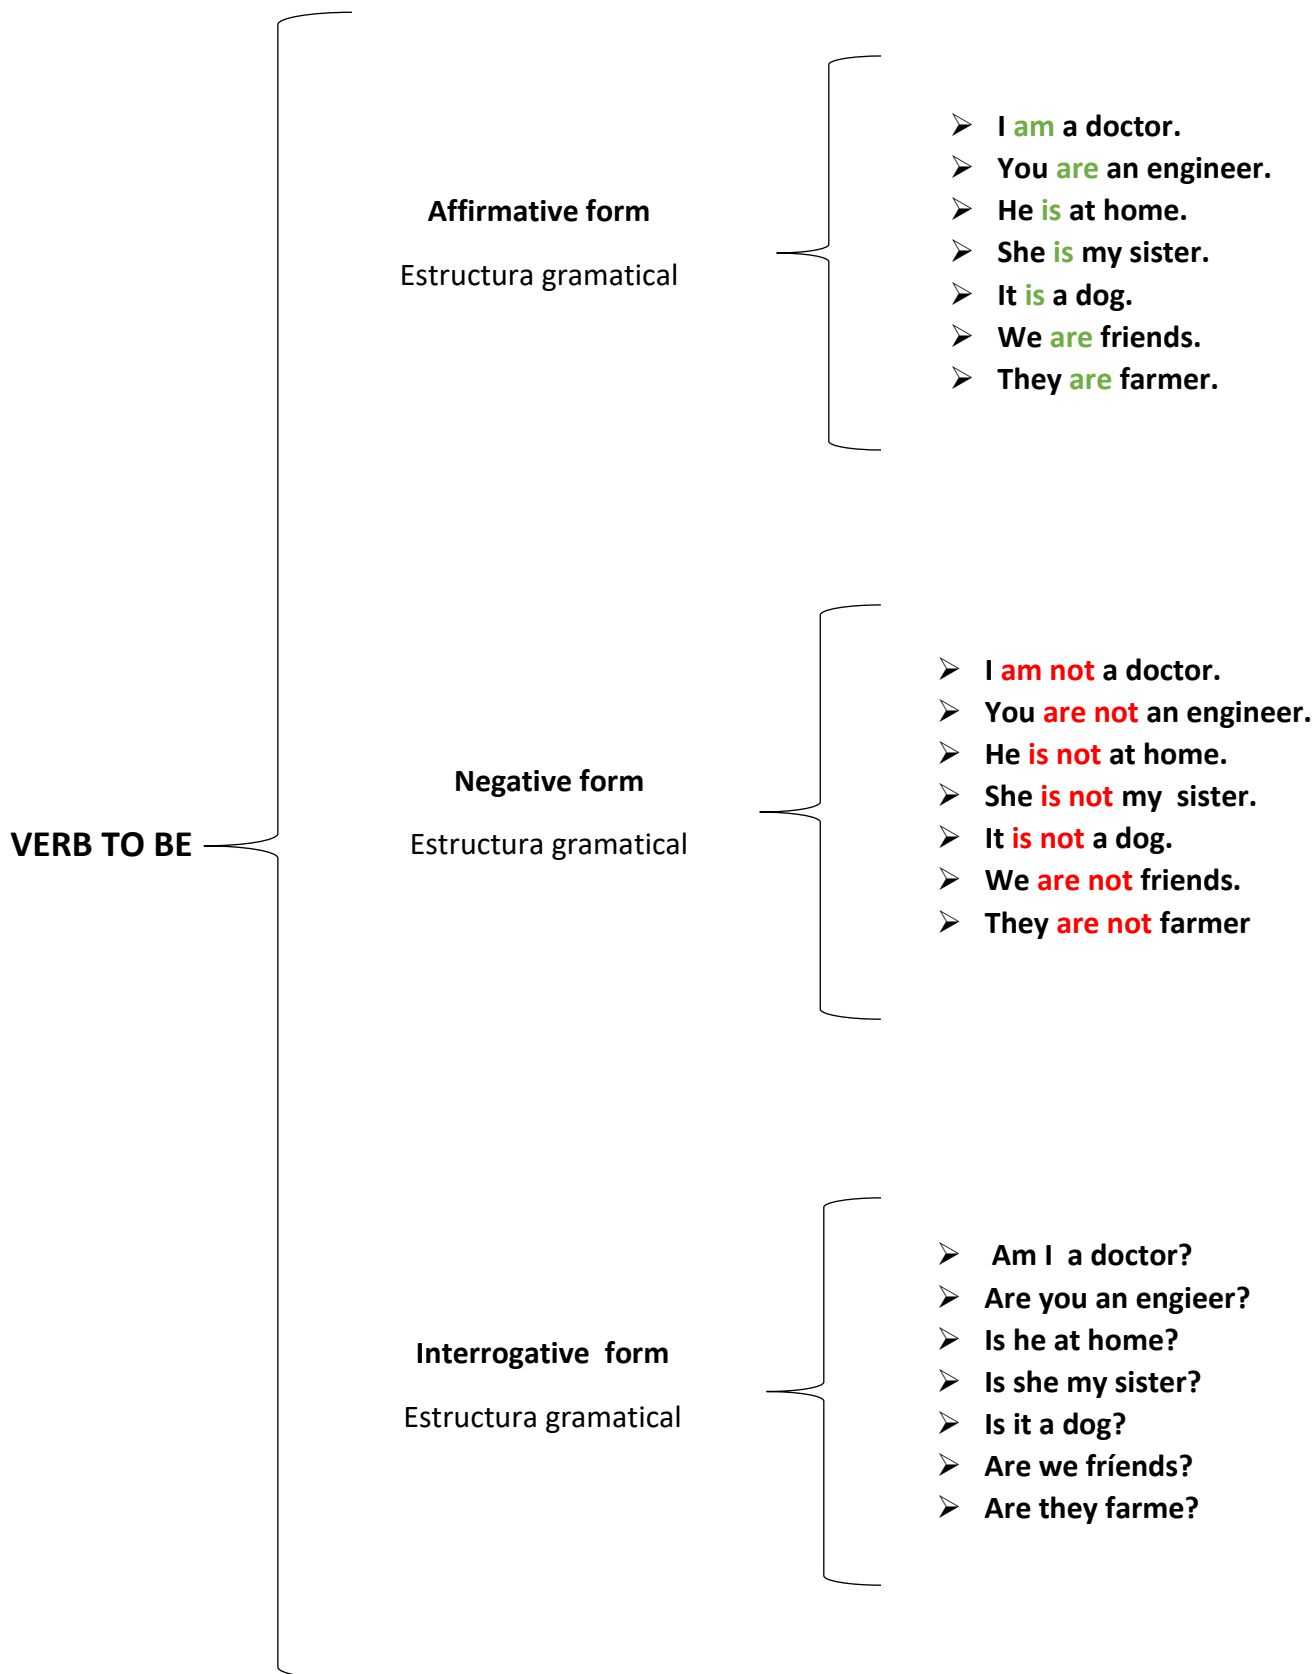 VERB TO BE
Affirmative form
Estructura gramatical
➢ I am a doctor.
➢ You are an engineer.
➢ He is at home.
➢ She is my sister.
➢ It is a dog.
➢ We are friends.
➢ They are farmer.
Negative form
Estructura gramatical
➢ I am not a doctor.
➢ You are not an engineer.
➢ He is not at home.
➢ She is not my  sister.
➢ It is not a dog.
➢ We are not friends.
➢ They are not farmer
Interrogative  form
Estructura gramatical
➢ Am I  a doctor?
➢ Are you an engieer?
➢ Is he at home?
➢ Is she my sister?
➢ Is it a dog?
➢ Are we fríends?
➢ Are they farme?